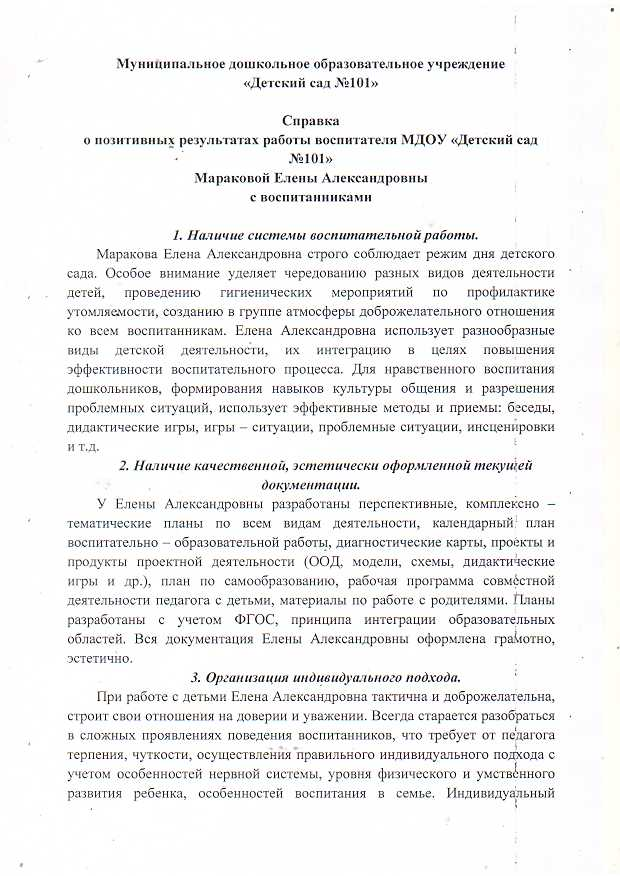 Муниципальное дошкольное образовательное учреждение
«Детский сад №101»
Справка
о позитивных результатах работы воспитателя МДОУ «Детский сад
№101»
Мараковой Елены Александровны
с воспитанниками
1. Наличие системы воспитательной работы.
Маракова Елена Александровна строго соблюдает режим дня детского
сада. Особое внимание уделяет чередованию разных видов деятельности
детей, проведению гигиенических мероприятий по профилактике
утомляемости, созданию в группе атмосферы доброжелательного отношения
ко всем воспитанникам. Елена Александровна использует разнообразные
виды детской деятельности, их интеграцию в целях повышения
эффективности воспитательного процесса. Для нравственного воспитания
дошкольников, формирования навыков культуры общения и разрешения
проблемных ситуаций, использует эффективные методы и приемы: беседы,
дидактические игры, игры – ситуации, проблемные ситуации, инсценировки
и т.д.
2. Наличие качественной, эстетически оформленной текущей
документации.
У Елены Александровны разработаны перспективные, комплексно –
тематические планы по всем видам деятельности, календарный план
воспитательно – образовательной работы, диагностические карты, проекты и
продукты проектной деятельности (ООД, модели, схемы, дидактические
игры и др.), план по самообразованию, рабочая программа совместной
деятельности педагога с детьми, материалы по работе с родителями. Планы
разработаны с учетом ФГОС, принципа интеграции образовательных
областей. Вся документация Елены Александровны оформлена грамотно,
эстетично.
3. Организация индивидуального подхода.
При работе с детьми Елена Александровна тактична и доброжелательна,
строит свои отношения на доверии и уважении. Всегда старается разобраться
в сложных проявлениях поведения воспитанников, что требует от педагога
терпения, чуткости, осуществления правильного индивидуального подхода с
учетом особенностей нервной системы, уровня физического и умственного
развития ребенка, особенностей воспитания в семье. Индивидуальный